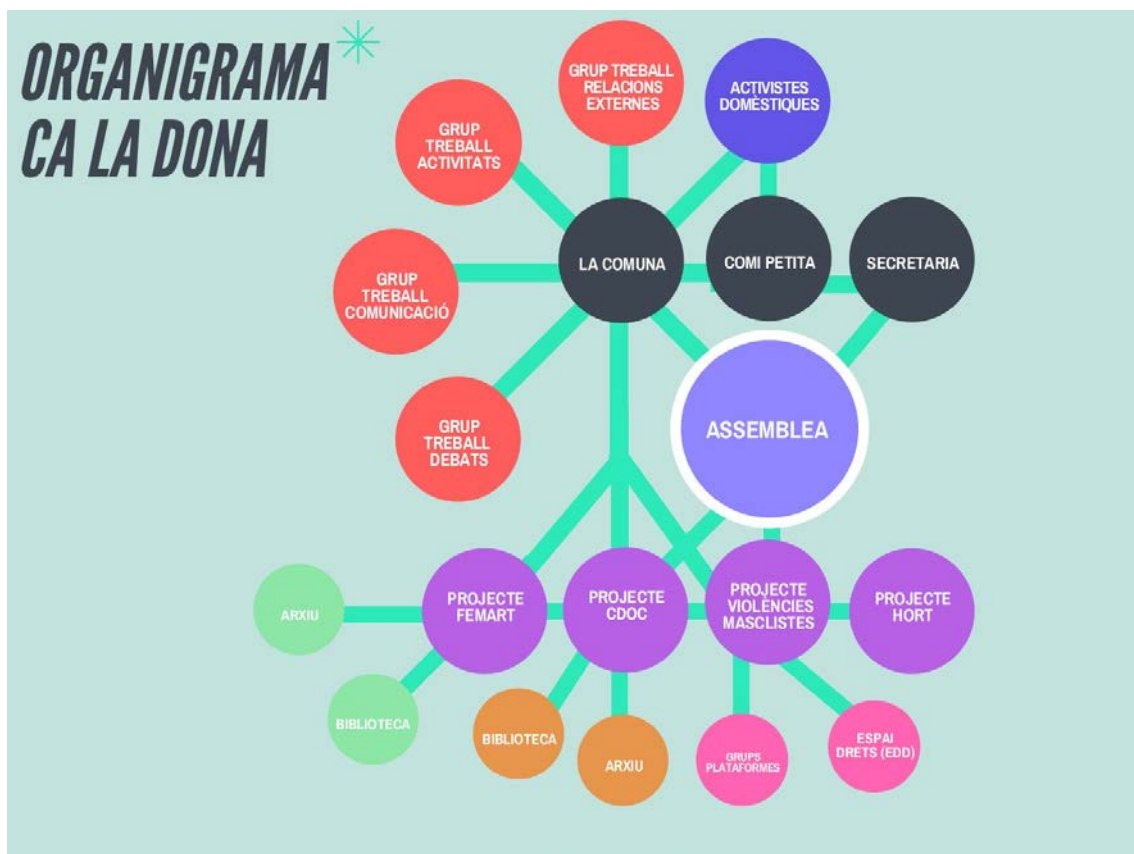 ORGANIGRAMA
CA LA DONA
GRUP TREBALL
RELACIONS
EXTERNES
ACTIVISTES
DOMÈSTIQUES
GRUP
TREBALL
ACTIVITATS
LA COMUNA
COMI PETITA
SECRETARIA
GRUP
TREBALL
COMUNICACIÓ
GRUP
TREBALL
DEBATS
ASSEMBLEA
PROJECTE
FEMART
PROJECTE
CDOC
PROJECTE
VIOLÈNCIES
MASCLISTES
PROJECTE
HORT
ARXIU
BIBLIOTECA
BIBLIOTECA
ARXIU
GRUPS
PLATAFORMES
ESPAI
DRETS (EDD)